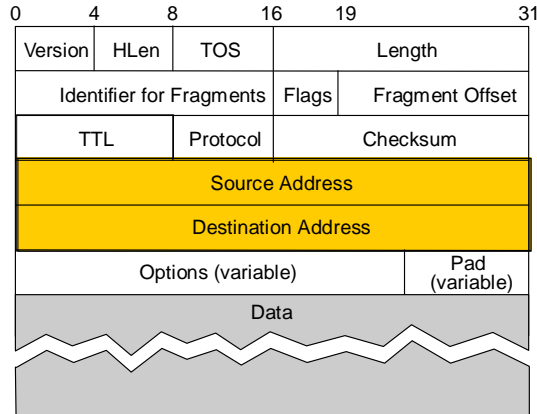 0 4 8 16 19 31
Version HLen TOS Length
Identifier for Fragments Flags Fragment Offset
TTL Protocol Checksum
Source Address
Destination Address
Options (variable) Pad
(variable)
Data